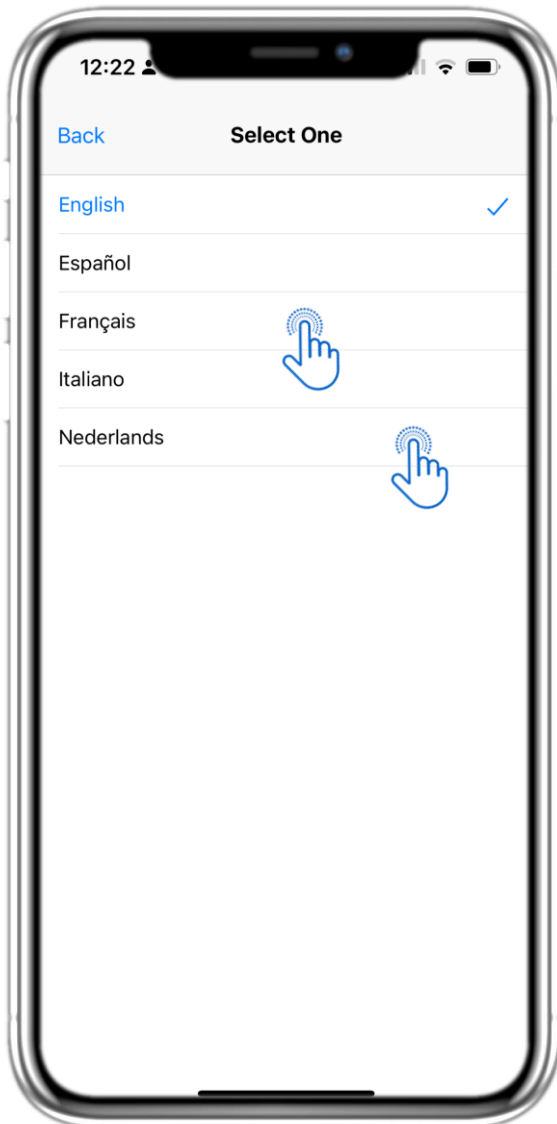 12:22
Back Select One
English
Español
Français
Italiano
Nederlands